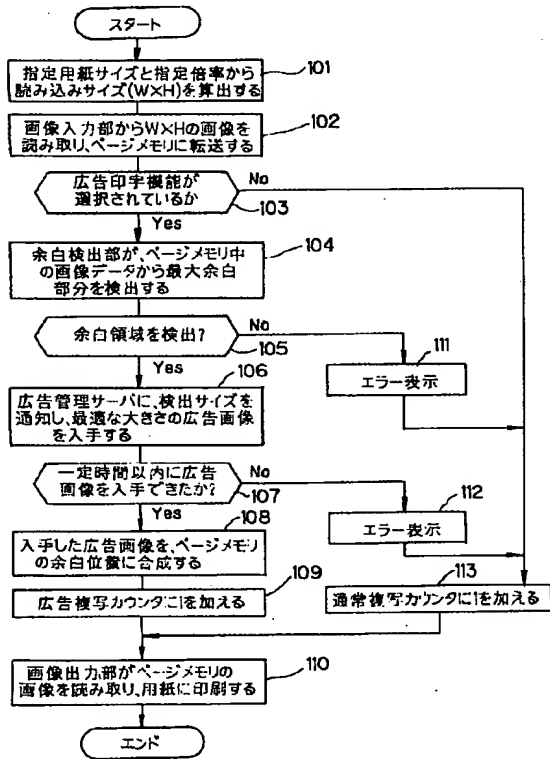 スタート
指定用紙サイズと指定倍率から
読み込みサイズ(W×H)を算出する
101
画像入力部からW×Hの画像を
読み取り、ページメモリに転送する
102
広告印字機能が
選択されているか
103
No
Yes
余白検出部が、ページメモリ中
の画像データから最大余白
部分を検出する
104
余白領域を検出?
105
No
Yes
111
エラー表示
106
広告管理サーバに、検出サイズを
通知し、最適な大きさの広告画像
を入手する
一定時間以内に広告
画像を入手できたか?
107
No
Yes
112
エラー表示
108
入手した広告画像を、ページメモリ
の余白位置に合成する
109
広告複写カウンタに1を加える
113
通常複写カウンタに1を加える
画像出力部がページメモリの
画像を読み取り、用紙に印刷する
110
エンド